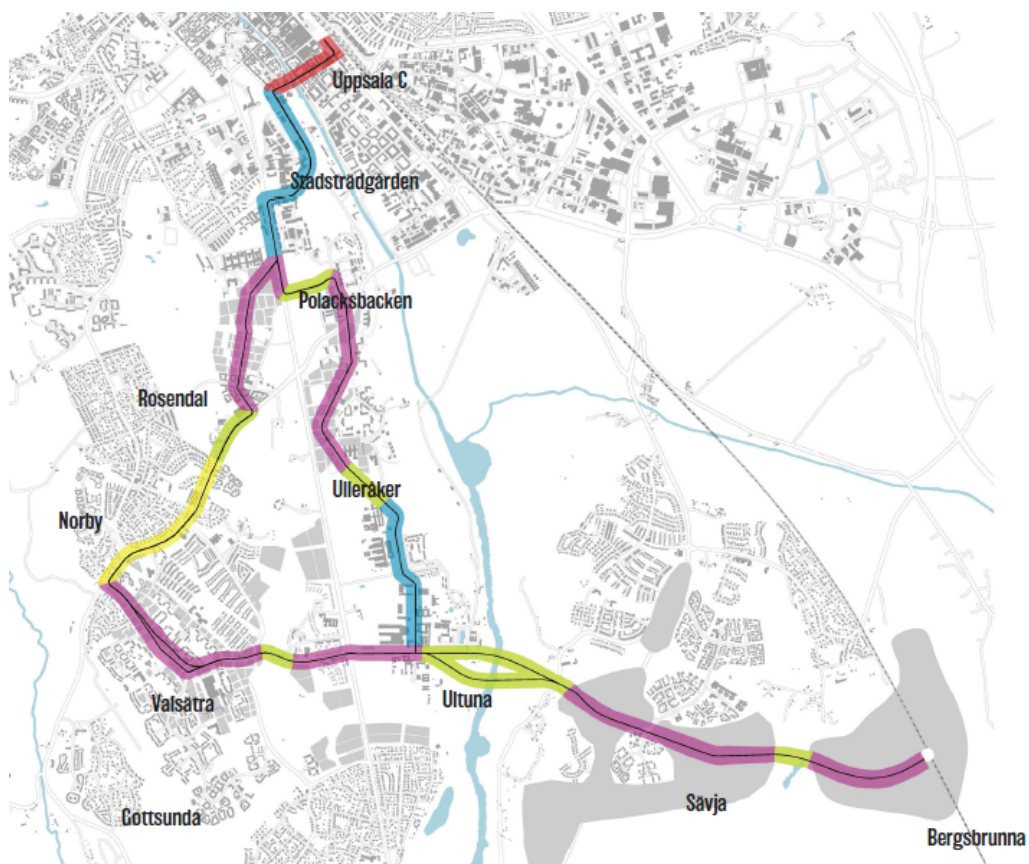 Uppsala C
Stadsträdgården
Polacksbacken
Rosendal
Ulleråker
Norby
Valsätra
Ultuna
Gottsunda
Sävja
Bergsbrunna